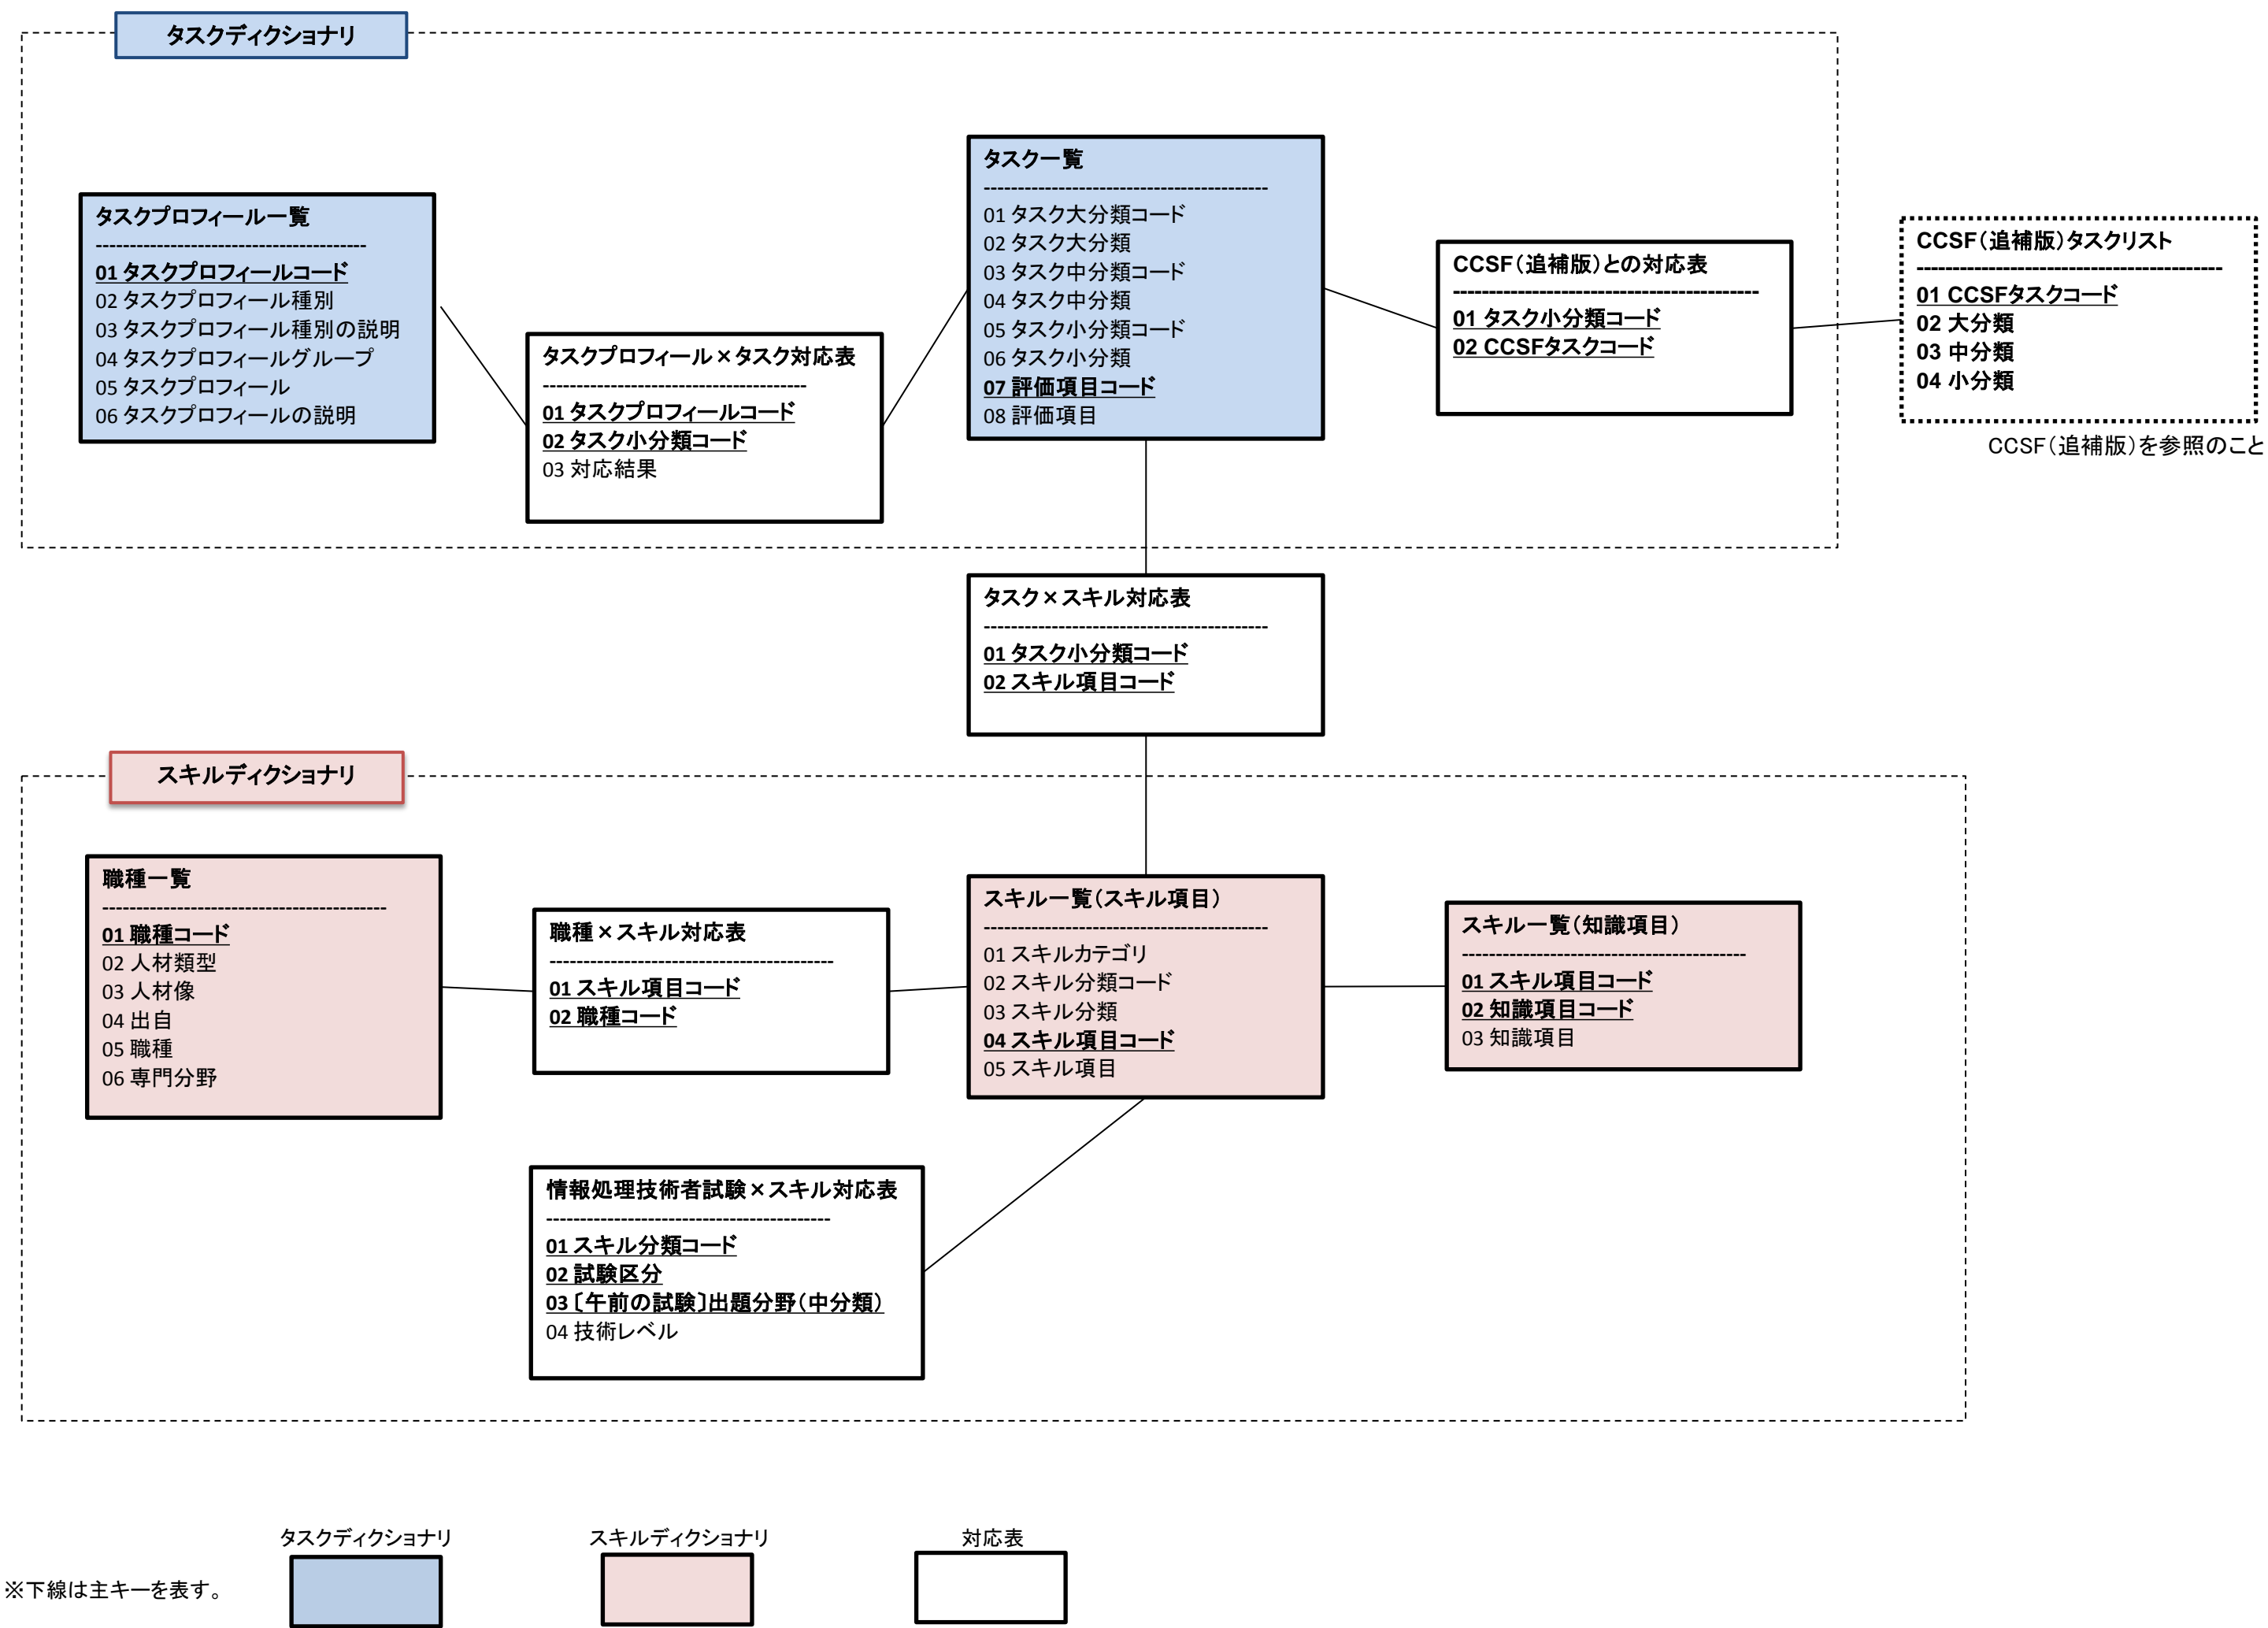 タスクディクショナリ
タスクプロフィール一覧
-----------------------------------------
01 タスクプロフィールコード
02 タスクプロフィール種別
03 タスクプロフィール種別の説明
04 タスクプロフィールグループ
05 タスクプロフィール
06 タスクプロフィールの説明
タスクプロフィール×タスク対応表
----------------------------------------
01 タスクプロフィールコード
02 タスク小分類コード
03 対応結果
タスク一覧
-------------------------------------------
01 タスク大分類コード
02 タスク大分類
03 タスク中分類コード
04 タスク中分類
05 タスク小分類コード
06 タスク小分類
07 評価項目コード
08 評価項目
CCSF（追補版）との対応表
-------------------------------------------
01 タスク小分類コード
02 CCSFタスクコード
CCSF（追補版）タスクリスト
-------------------------------------------
01 CCSFタスクコード
02 大分類
03 中分類
04 小分類
CCSF（追補版）を参照のこと
タスク×スキル対応表
-------------------------------------------
01 タスク小分類コード
02 スキル項目コード
スキルディクショナリ
職種一覧
-------------------------------------------
01 職種コード
02 人材類型
03 人材像
04 出自
05 職種
06 専門分野
職種×スキル対応表
-------------------------------------------
01 スキル項目コード
02 職種コード
スキル一覧（スキル項目）
-------------------------------------------
01 スキルカテゴリ
02 スキル分類コード
03 スキル分類
04 スキル項目コード
05 スキル項目
スキル一覧（知識項目）
-------------------------------------------
01 スキル項目コード
02 知識項目コード
03 知識項目
情報処理技術者試験×スキル対応表
-------------------------------------------
01 スキル分類コード
02 試験区分
03〔午前の試験〕出題分野（中分類）
04 技術レベル
タスクディクショナリ
スキルディクショナリ
対応表
※下線は主キーを表す。